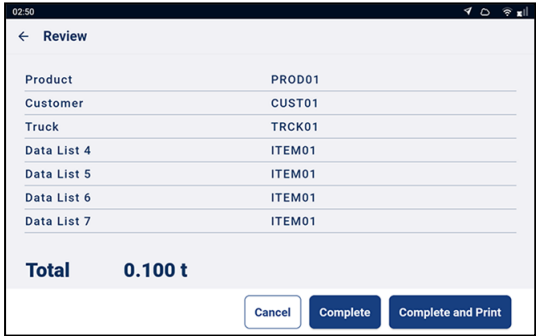 02:50
Review
Product PROD01
Customer CUST01
Truck TRCK01
Data List 4 ITEM01
Data List 5 ITEM01
Data List 6 ITEM01
Data List 7 ITEM01
Total 0.100 t
Cancel Complete Complete and Print